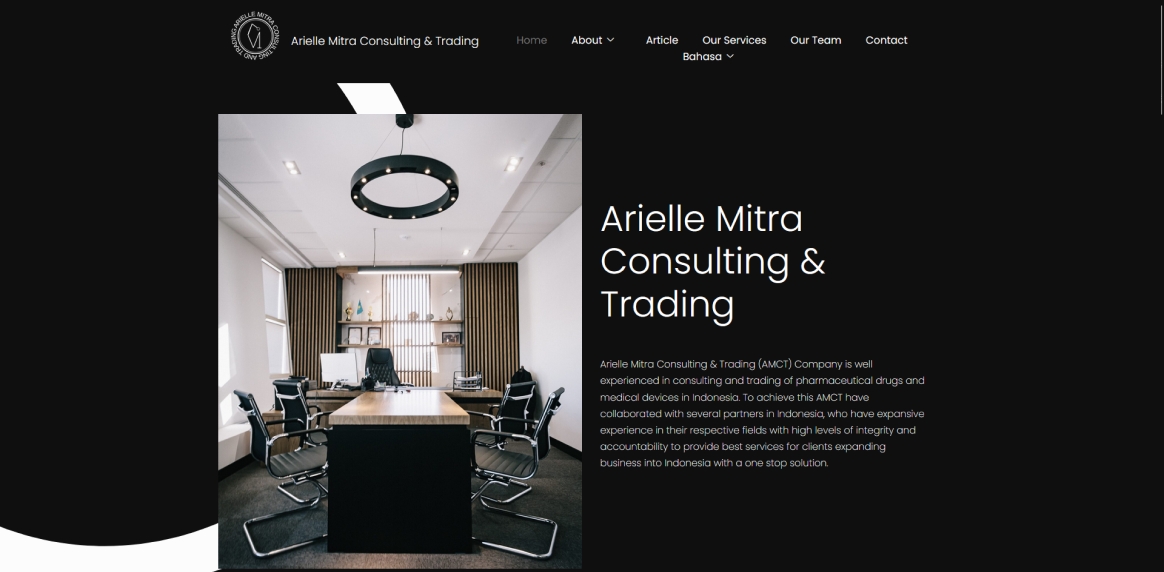 ARIELLE MITRA CONSULTING AND TRADING
Arielle Mitra Consulting & Trading
Home
About
Article
Our Services
Our Team
Contact
Bahasa
Arielle Mitra
Consulting &
Trading
Arielle Mitra Consulting & Trading (AMCT) Company is well
experienced in consulting and trading of pharmaceutical drugs and
medical devices in Indonesia. To achieve this AMCT have
collaborated with several partners in Indonesia, who have expansive
experience in their respective fields with high levels of integrity and
accountability to provide best services for clients expanding
business into Indonesia with a one stop solution.